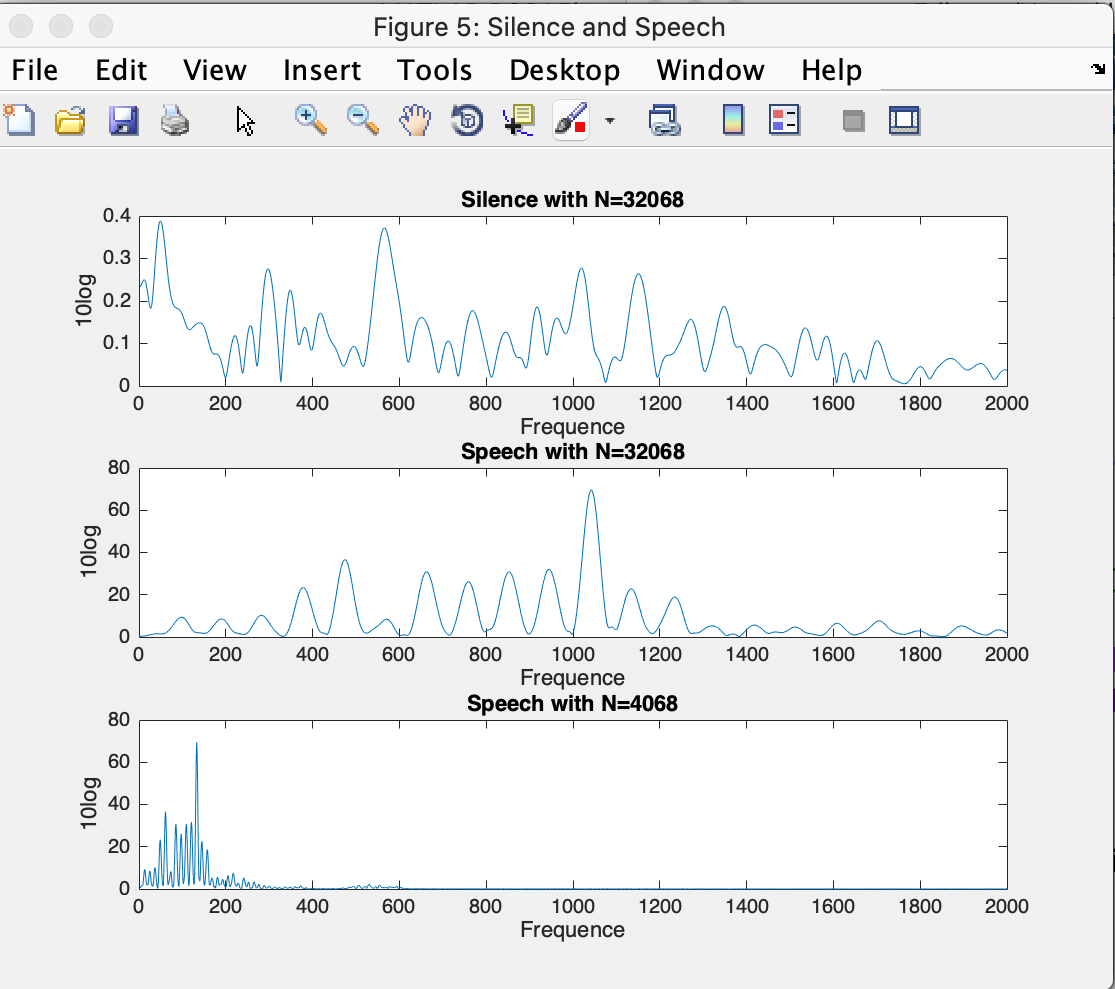 Figure 5: Silence and Speech
File Edit View Insert Tools Desktop Window Help
Silence with N=32068
0.4
0.3
0.2
0.1
0
10log
0 200 400 600 800 1000 1200 1400 1600 1800 2000
Frequence
Speech with N=32068
80
60
40
20
0
10log
0 200 400 600 800 1000 1200 1400 1600 1800 2000
Frequence
Speech with N=4068
80
60
40
20
0
10log
0 200 400 600 800 1000 1200 1400 1600 1800 2000
Frequence